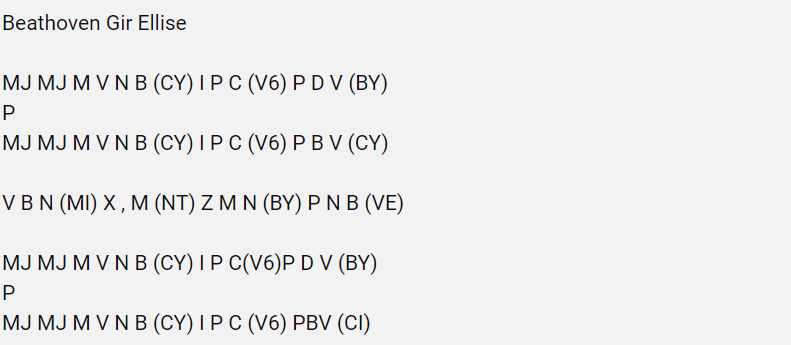 Beathoven Gir Ellise
MJ MJ M V N B (CY) I P C (V6) P D V (BY)
P
MJ MJ M V N B (CY) I P C (V6) P B V (CY)
V B N (MI) X , M (NT) Z M N (BY) P N B (VE)
MJ MJ M V N B (CY) I P C(V6)P D V (BY)
P
MJ MJ M V N B (CY) I P C (V6) PBV (CI)